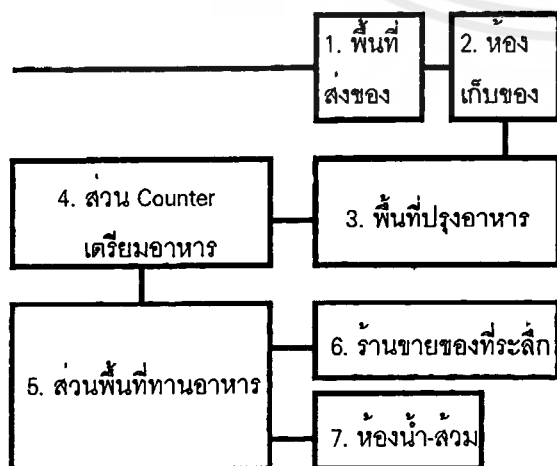 1. พื้นที่
ส่งของ
2. ห้อง
เก็บของ
3. พื้นที่ปรุงอาหาร
4. ส่วน Counter
เตรียมอาหาร
5. ส่วนพื้นที่ทานอาหาร
6. ร้านขายของที่ระลึก
7. ห้องน้ำ-ส้วม